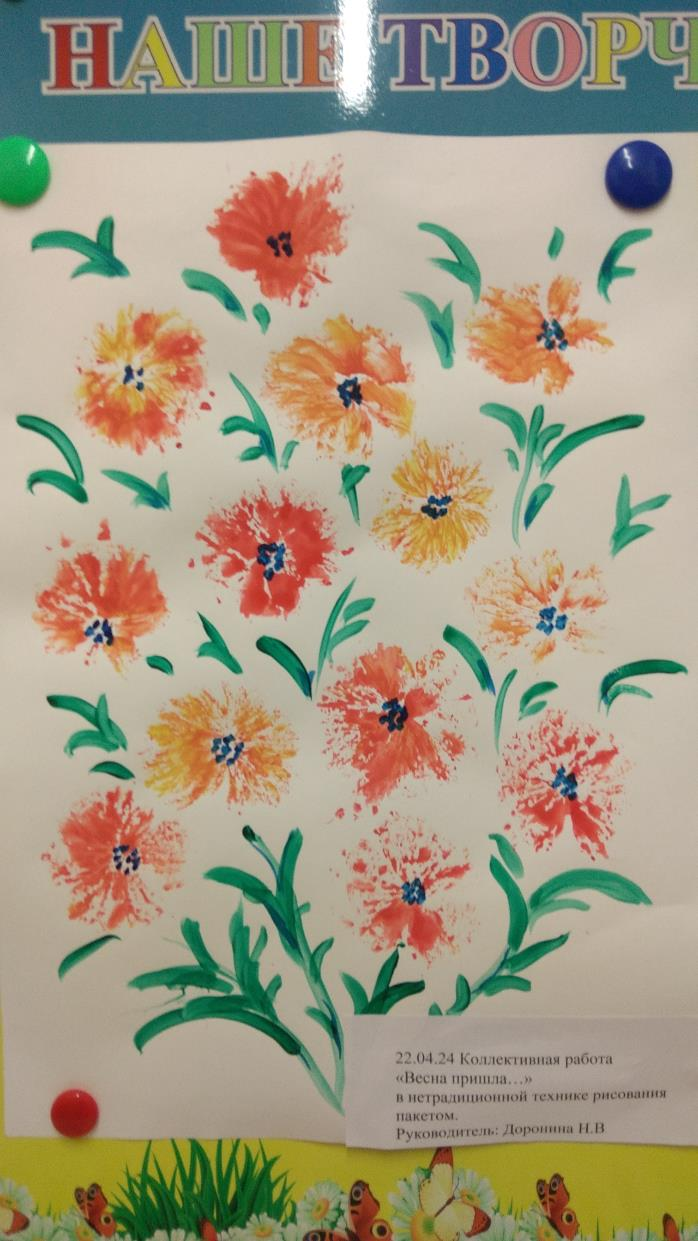 НАШЕ ТВОРЧ
22.04.24 Коллективная работа
«Весна пришла…»
в нетрадиционной технике рисования
пакетом.
Руководитель: Доронина Н.В